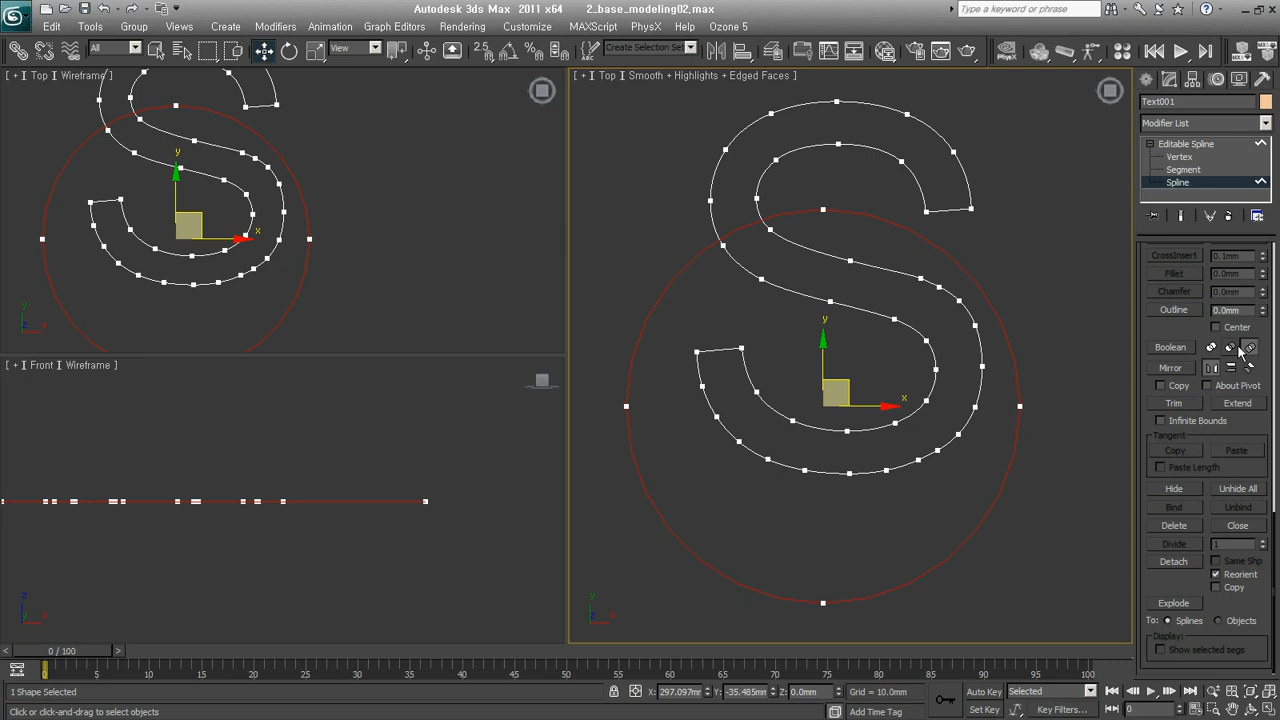 Autodesk 3ds Max 2011 x64 2_base_modeling02.max
Type a keyword or phrase
Edit Tools Group Views Create Modifiers Animation Graph Editors Rendering Customize MAXScript PhysX Ozone 5
All View 2.5 Create Selection Set
[ + ] Top ] Wireframe ]
[ + ] Top ] Smooth + Highlights + Edged Faces ]
[ + ] Front ] Wireframe ]
y
x
z
Text001
Modifier List
Editable Spline
Vertex
Segment
Spline
CrossInsert 0.1mm
Fillet 0.0mm
Chamfer 0.0mm
Outline 0.0mm
Center
Boolean
Mirror
Copy About Pivot
Trim Extend
Infinite Bounds
Tangent
Copy Paste
Paste Length
Hide Unhide All
Bind Unbind
Delete Close
Divide 1
Detach Same Shp
Reorient
Copy
Explode
To: Splines Objects
Display:
Show selected segs
0 / 100
0 5 10 15 20 25 30 35 40 45 50 55 60 65 70 75 80 85 90 95 100
1 Shape Selected X: 297.097mm Y: -35.485mm Z: 0.0mm Grid = 10.0mm Auto Key Selected
Click or click-and-drag to select objects Add Time Tag Set Key Key Filters... 0